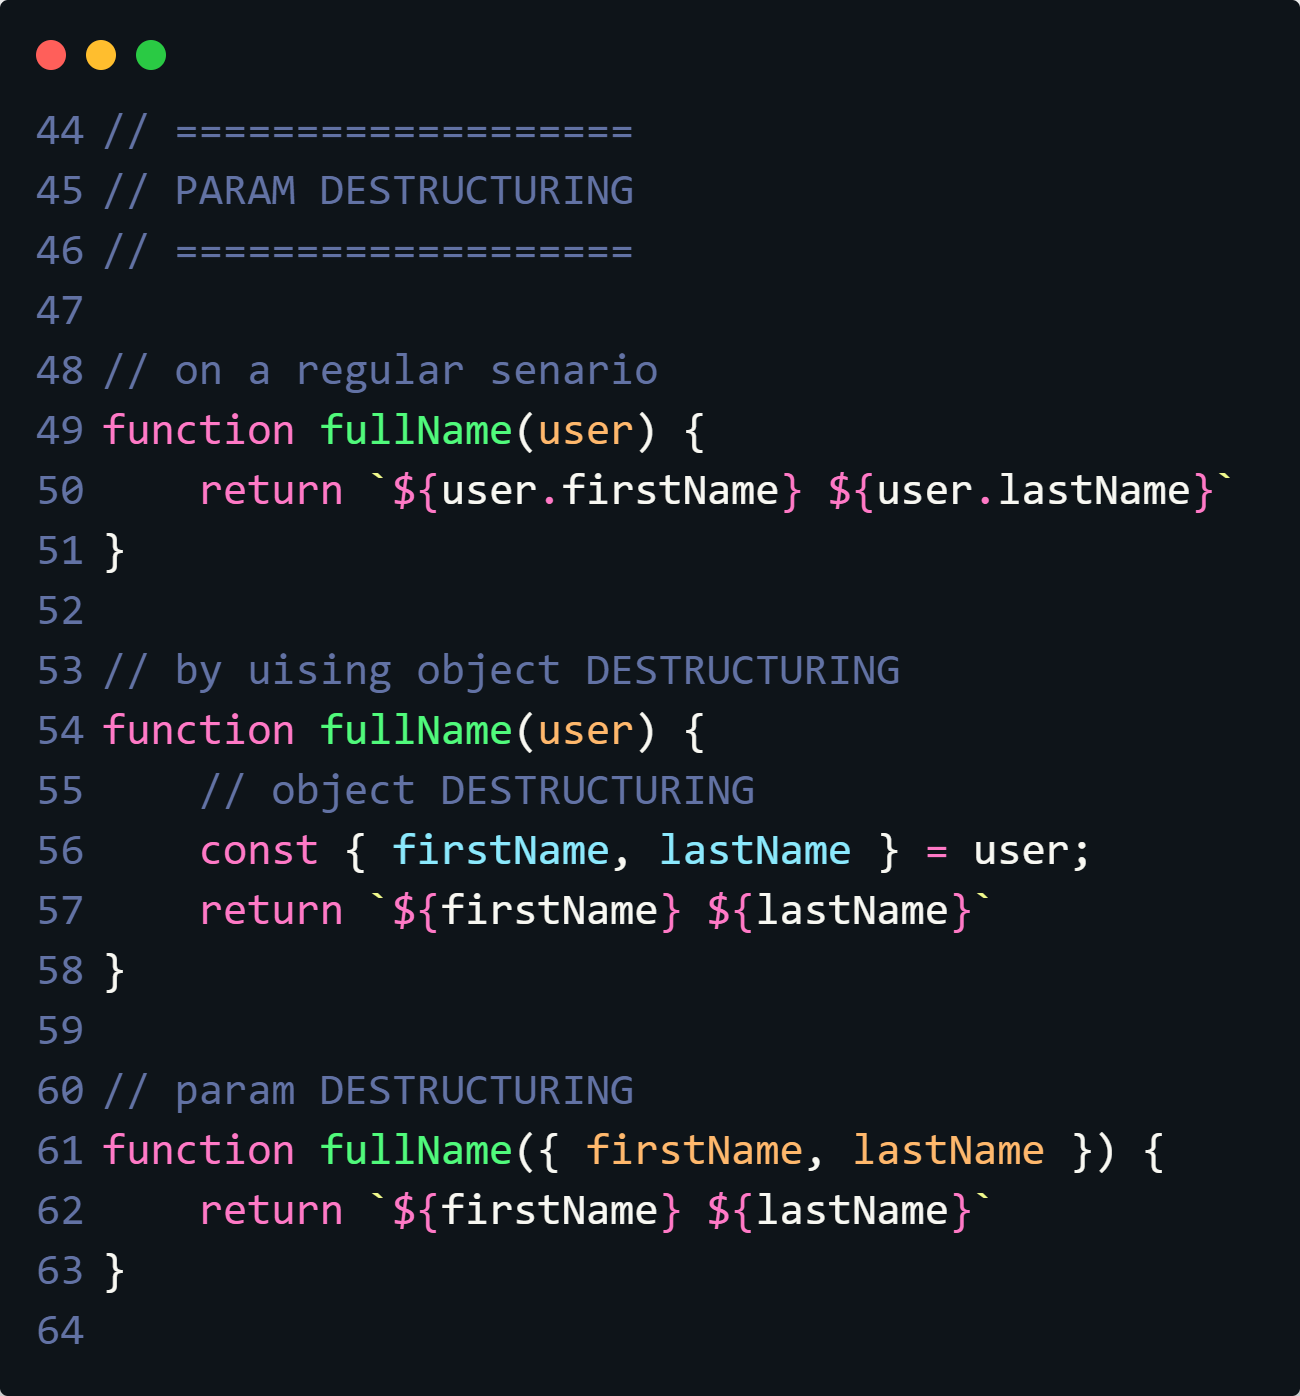 44 // ===================
45 // PARAM DESTRUCTURING
46 // ===================
47
48 // on a regular senario
49 function fullName(user) {
50     return `${user.firstName} ${user.lastName}`
51 }
52
53 // by uising object DESTRUCTURING
54 function fullName(user) {
55     // object DESTRUCTURING
56     const { firstName, lastName } = user;
57     return `${firstName} ${lastName}`
58 }
59
60 // param DESTRUCTURING
61 function fullName({ firstName, lastName }) {
62     return `${firstName} ${lastName}`
63 }
64